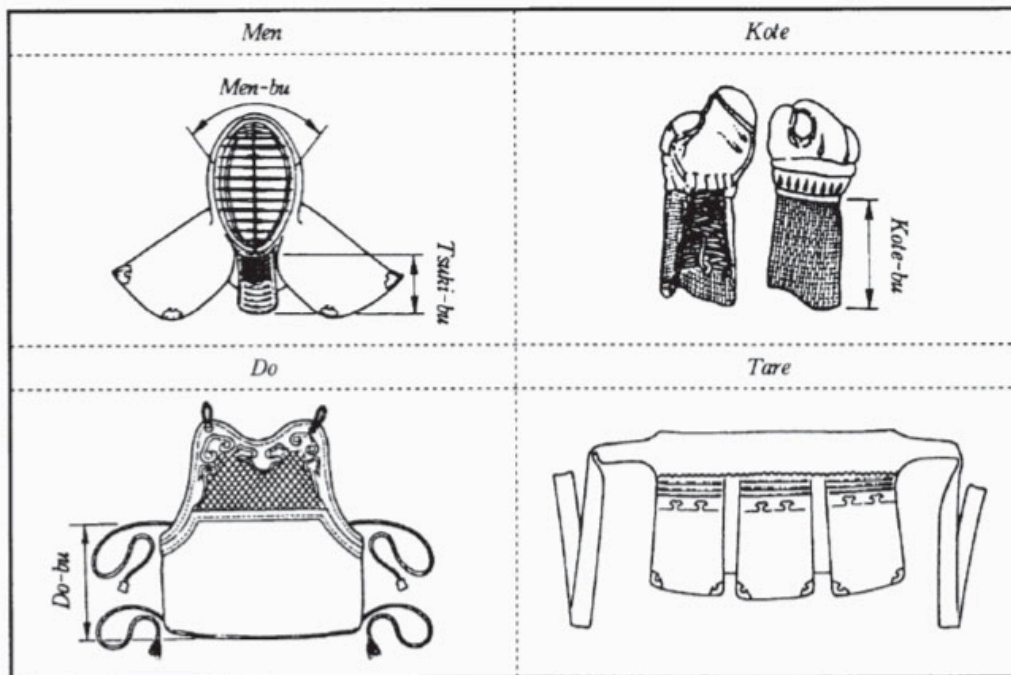 Men
Kote
Men-bu
Tsuki-bu
Kote-bu
Do
Tare
Do-bu